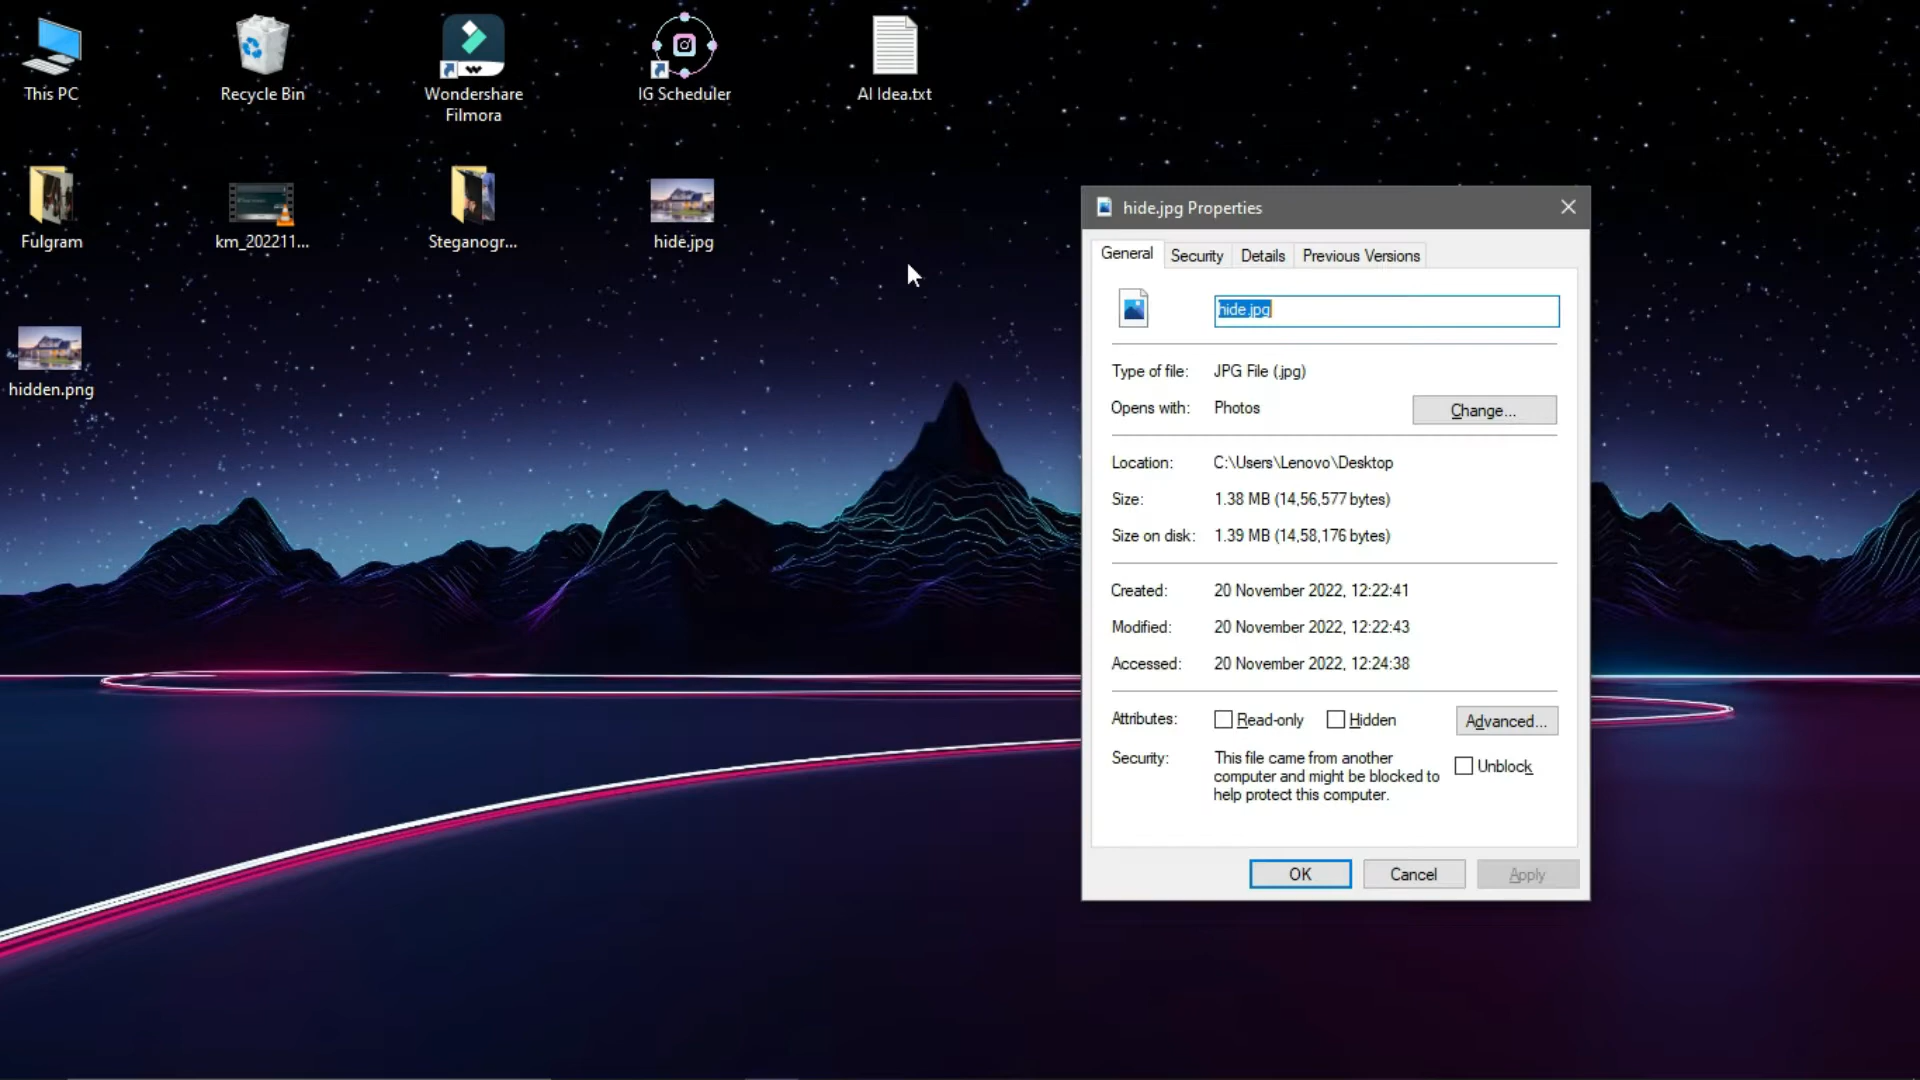 This PC
Recycle Bin
Wondershare
Filmora
IG Scheduler
AI Idea.txt
Fulgram
km_202211...
Steganogr...
hide.jpg
hidden.png
hide.jpg Properties
General
Security
Details
Previous Versions
hide.jpg
Type of file: JPG File (.jpg)
Opens with: Photos
Change...
Location: C:\Users\Lenovo\Desktop
Size: 1.38 MB (14,56,577 bytes)
Size on disk: 1.39 MB (14,58,176 bytes)
Created: 20 November 2022, 12:22:41
Modified: 20 November 2022, 12:22:43
Accessed: 20 November 2022, 12:24:38
Attributes: Read-only Hidden Advanced...
Security: This file came from another
computer and might be blocked to
help protect this computer.
Unblock
OK Cancel Apply